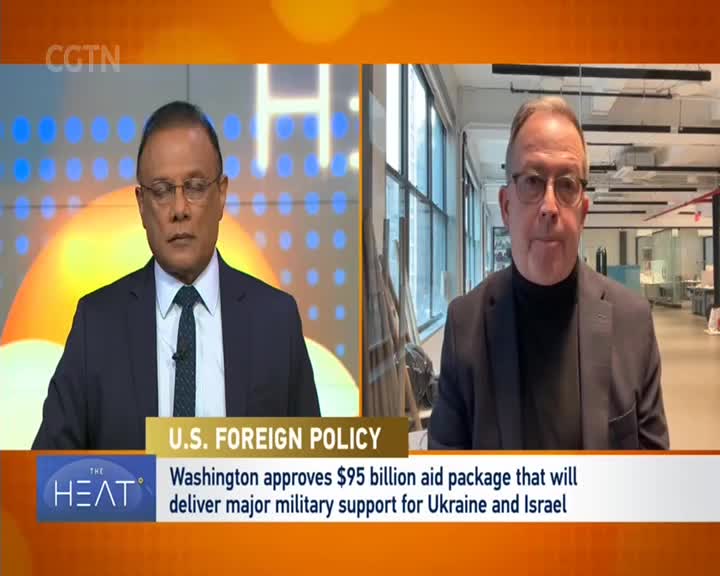 CGTN
H
U.S. FOREIGN POLICY
THE
HEAT
Washington approves $95 billion aid package that will
deliver major military support for Ukraine and Israel